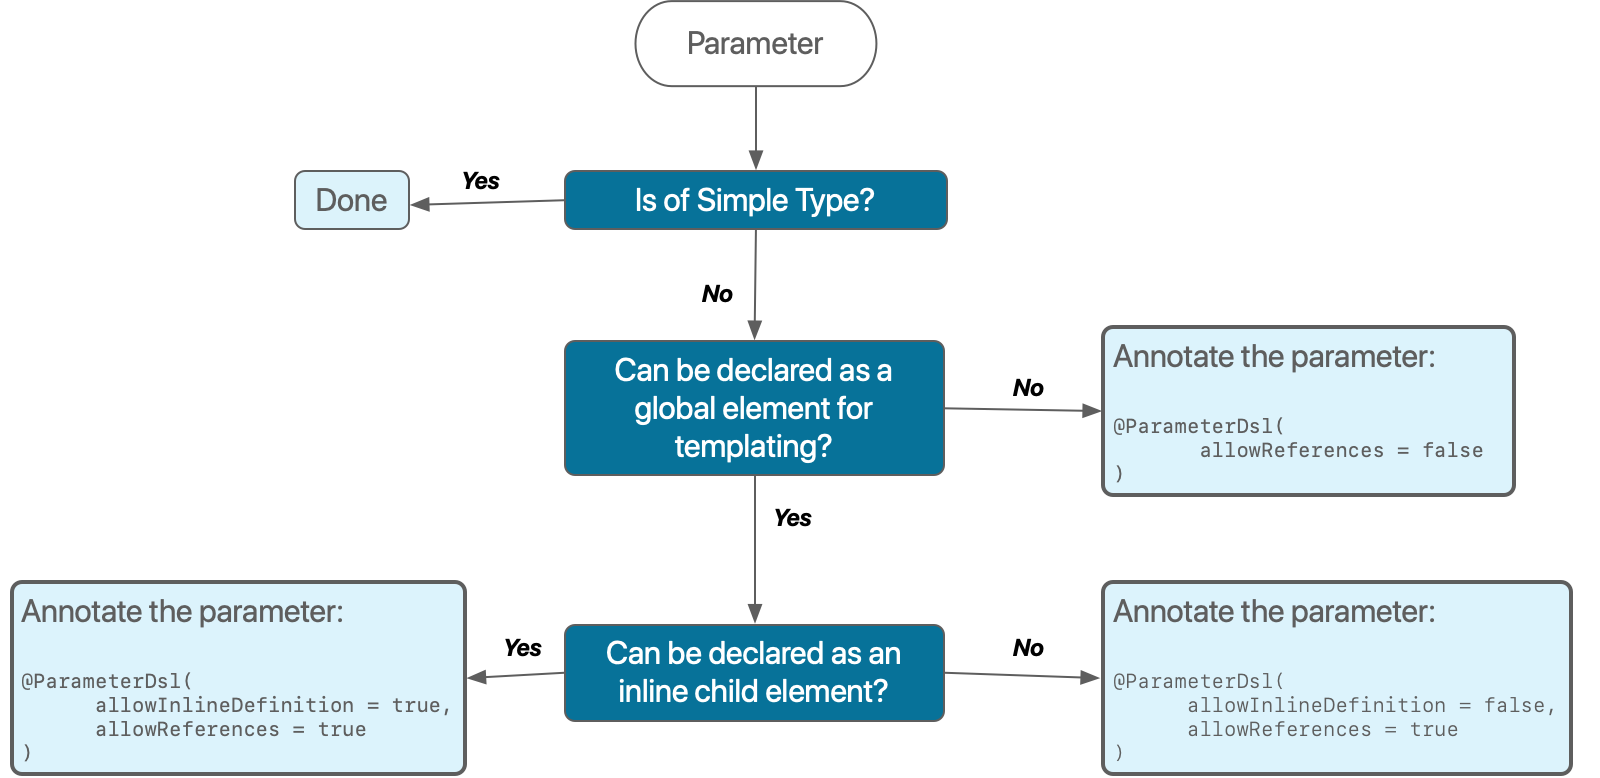 Parameter
Is of Simple Type?
Yes
Done
No
Can be declared as a
global element for
templating?
No
Annotate the parameter:
@ParameterDsl(
allowReferences = false
)
Yes
Can be declared as an
inline child element?
Yes
Annotate the parameter:
@ParameterDsl(
allowInlineDefinition = true,
allowReferences = true
)
No
Annotate the parameter:
@ParameterDsl(
allowInlineDefinition = false,
allowReferences = true
)